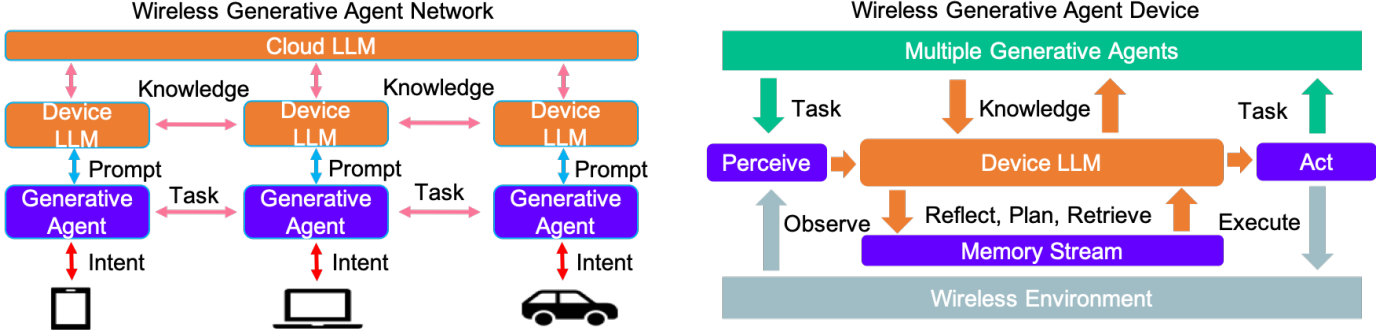 Wireless Generative Agent Network
Cloud LLM
Knowledge
Knowledge
Device
LLM
Device
LLM
Device
LLM
Prompt
Prompt
Prompt
Generative
Agent
Task
Generative
Agent
Task
Generative
Agent
Intent
Intent
Intent
Wireless Generative Agent Device
Multiple Generative Agents
Task
Knowledge
Task
Perceive
Device LLM
Act
Observe
Reflect, Plan, Retrieve
Execute
Memory Stream
Wireless Environment